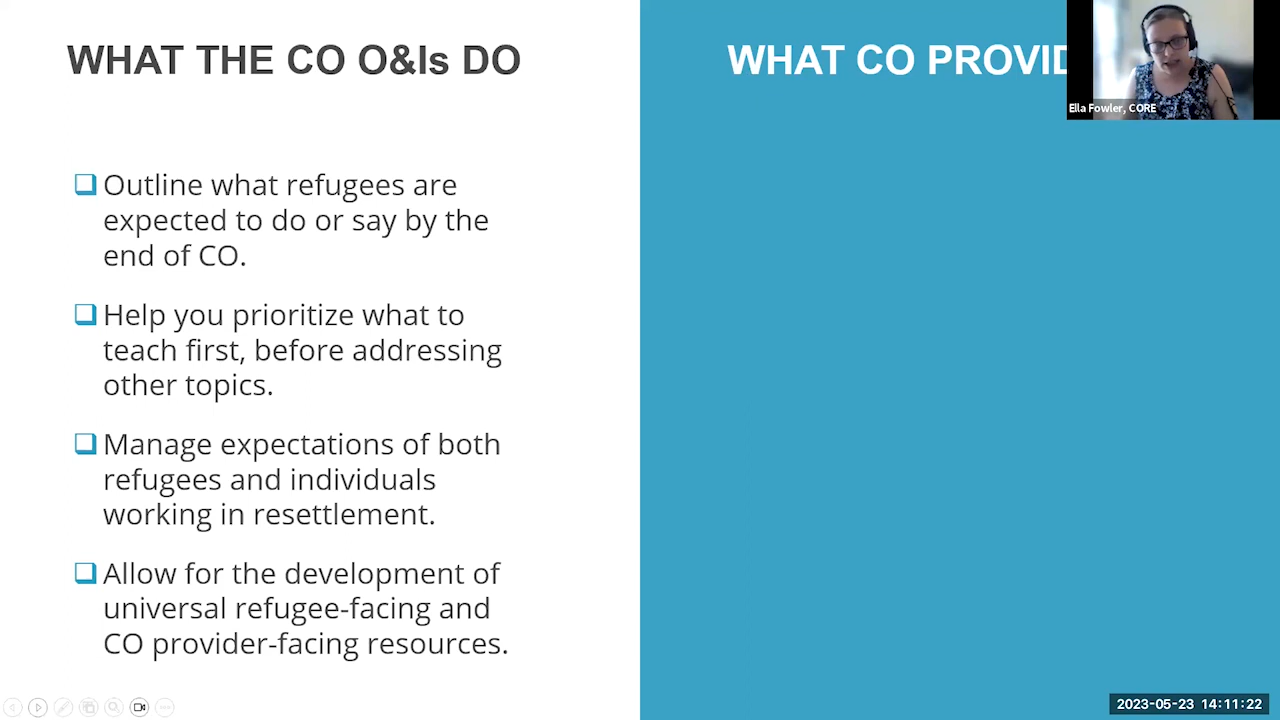 WHAT THE CO O&Is DO
Outline what refugees are
expected to do or say by the
end of CO.
Help you prioritize what to
teach first, before addressing
other topics.
Manage expectations of both
refugees and individuals
working in resettlement.
Allow for the development of
universal refugee-facing and
CO provider-facing resources.
WHAT CO PROVID
Ella Fowler, CORE
2023-05-23 14:11:22